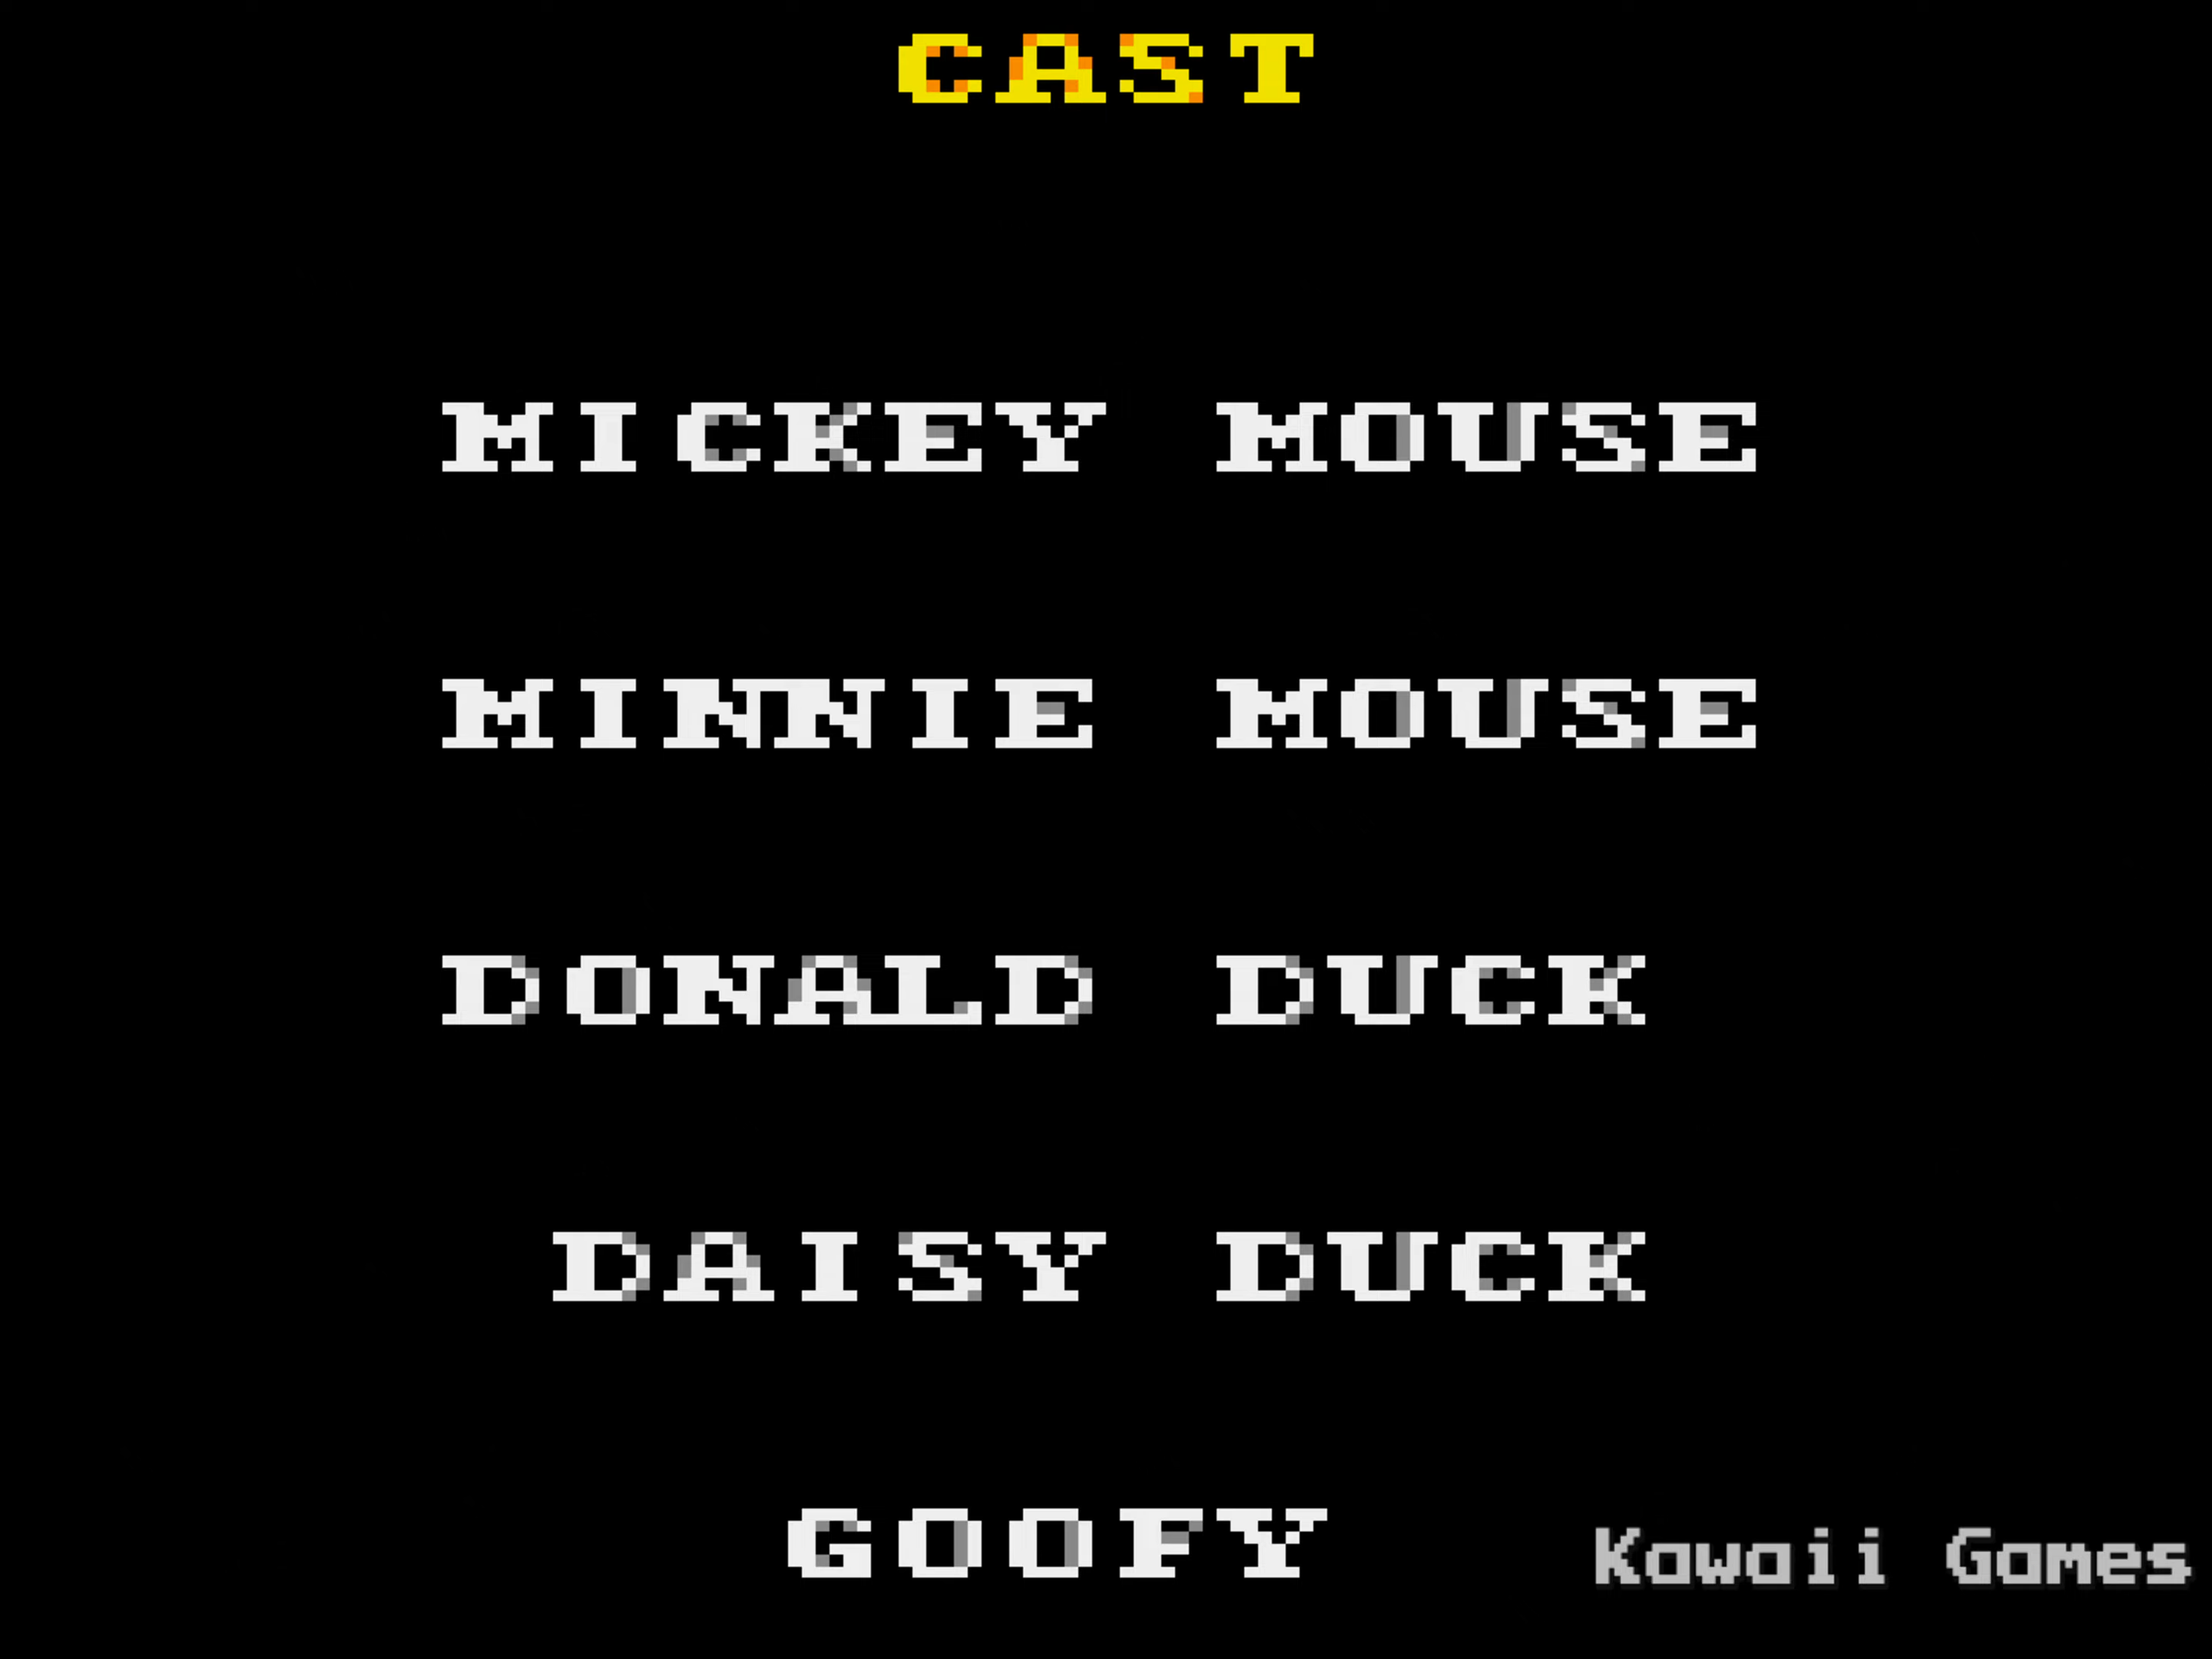 CAST
MICKEY MOUSE
MINNIE MOUSE
DONALD DUCK
DAISY DUCK
GOOFY
Kawaii Games